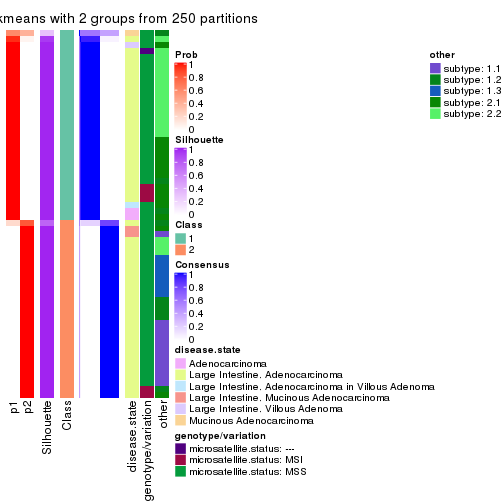 kmeans with 2 groups from 250 partitions
Prob
1
0.8
0.6
0.4
0.2
0
Silhouette
1
0.8
0.6
0.4
0.2
0
Class
1
2
Consensus
1
0.8
0.6
0.4
0.2
0
disease.state
Adenocarcinoma
Large Intestine. Adenocarcinoma
Large Intestine. Adenocarcinoma in Villous Adenoma
Large Intestine. Mucinous Adenocarcinoma
Large Intestine. Villous Adenoma
Mucinous Adenocarcinoma
genotype/variation
microsatellite.status: ---
microsatellite.status: MSI
microsatellite.status: MSS
other
subtype: 1.1
subtype: 1.2
subtype: 1.3
subtype: 2.1
subtype: 2.2
p1
p2
Silhouette
Class
disease.state
genotype/variation
other